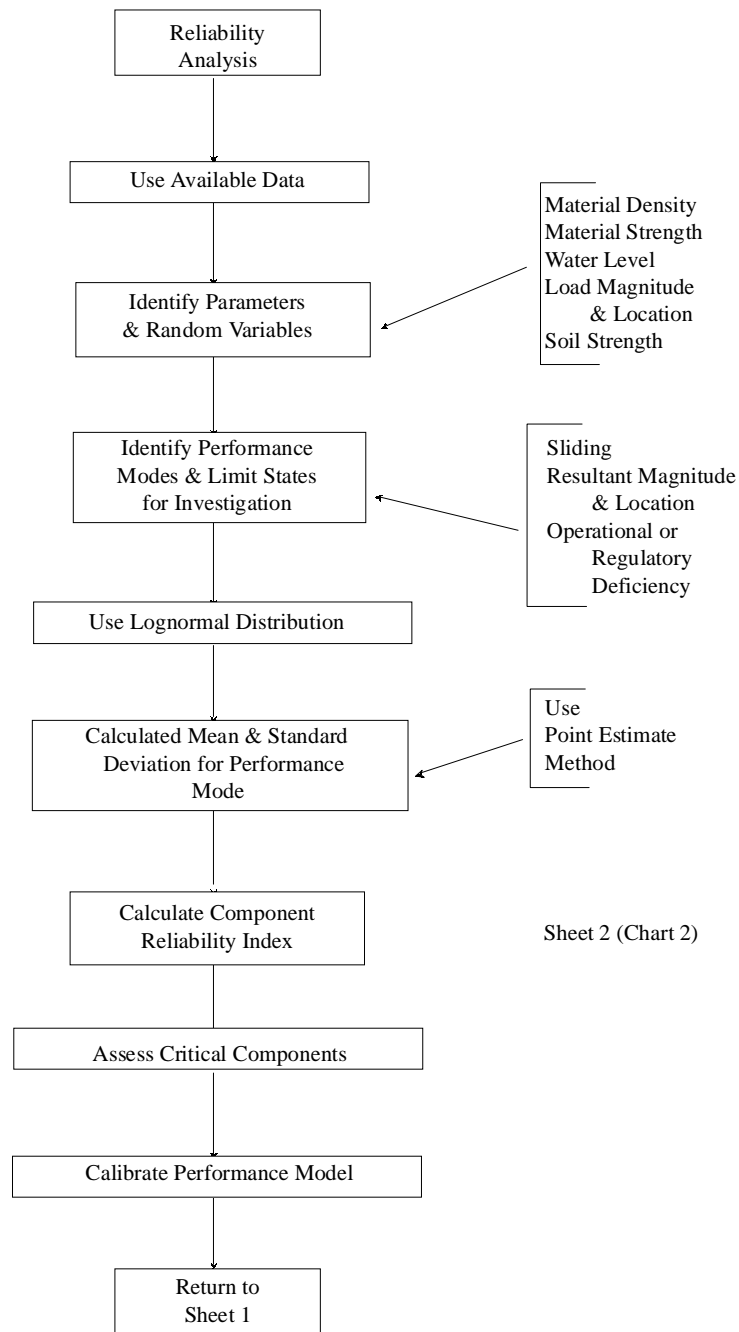 Reliability
Analysis
Use Available Data
Material Density
Material Strength
Water Level
Load Magnitude
& Location
Soil Strength
Identify Parameters
& Random Variables
Identify Performance
Modes & Limit States
for Investigation
Sliding
Resultant Magnitude
& Location
Operational or
Regulatory
Deficiency
Use Lognormal Distribution
Calculated Mean & Standard
Deviation for Performance
Mode
Use
Point Estimate
Method
Calculate Component
Reliability Index
Sheet 2 (Chart 2)
Assess Critical Components
Calibrate Performance Model
Return to
Sheet 1